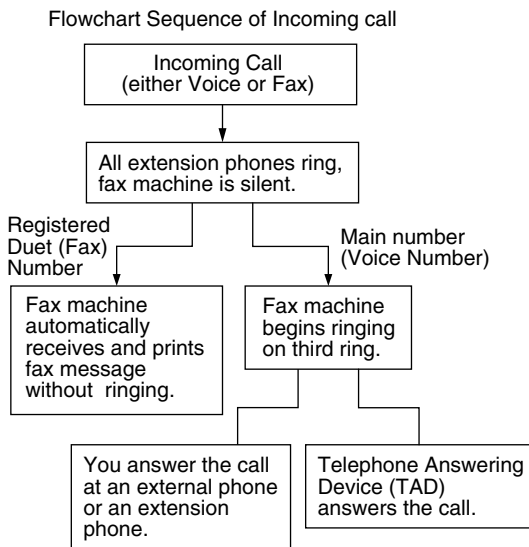 Flowchart Sequence of Incoming call
Incoming Call
(either Voice or Fax)
All extension phones ring,
fax machine is silent.
Registered
Duet (Fax)
Number
Main number
(Voice Number)
Fax machine
automatically
receives and prints
fax message
without ringing.
Fax machine
begins ringing
on third ring.
You answer the call
at an external phone
or an extension
phone.
Telephone Answering
Device (TAD)
answers the call.